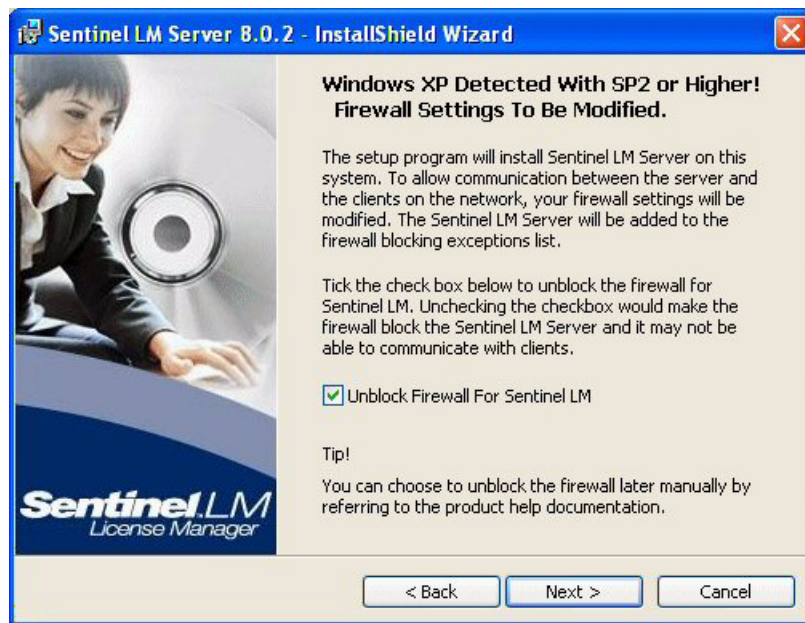 Sentinel LM Server 8.0.2 - InstallShield Wizard
Windows XP Detected With SP2 or Higher!
Firewall Settings To Be Modified.
The setup program will install Sentinel LM Server on this
system. To allow communication between the server and
the clients on the network, your firewall settings will be
modified. The Sentinel LM Server will be added to the
firewall blocking exceptions list.
Tick the check box below to unblock the firewall for
Sentinel LM. Unchecking the checkbox would make the
firewall block the Sentinel LM Server and it may not be
able to communicate with clients.
Unblock Firewall For Sentinel LM
Tip!
You can choose to unblock the firewall later manually by
referring to the product help documentation.
Sentinel LM
License Manager
< Back Next > Cancel